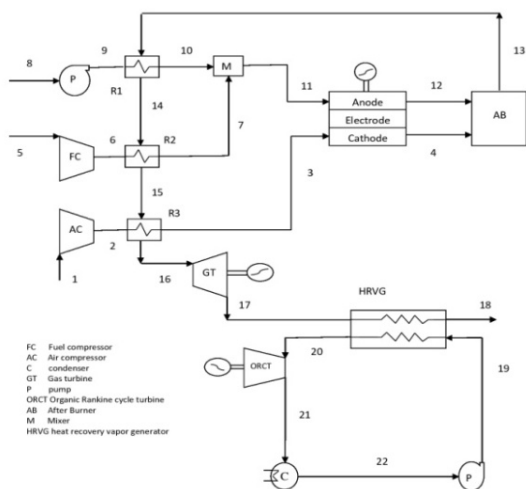 8
9
10
13
P
M
R1
14
11
12
Anode
Electrode
Cathode
AB
5
6
R2
7
FC
4
3
15
R3
AC
2
1
16
GT
17
HRVG
18
20
19
ORCT
21
22
C
P
FC Fuel compressor
AC Air compressor
C condenser
GT Gas turbine
P pump
ORCT Organic Rankine cycle turbine
AB After Burner
M Mixer
HRVG heat recovery vapor generator